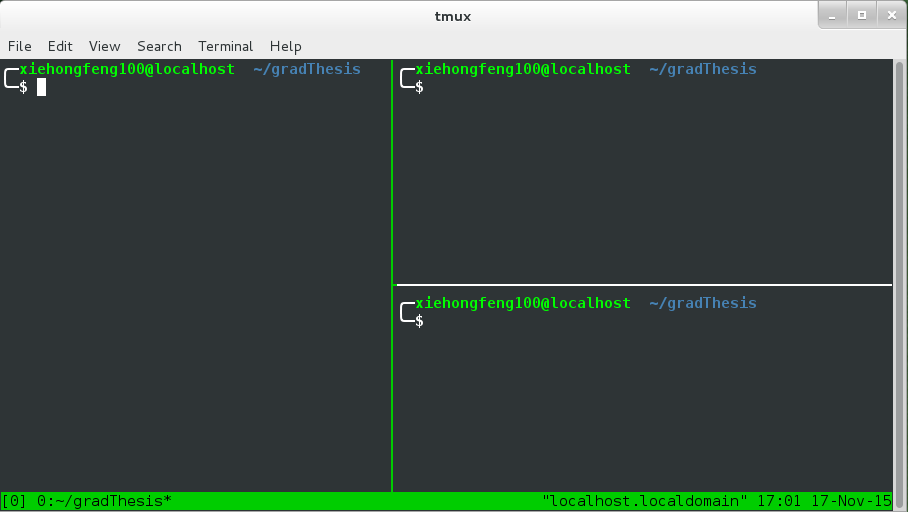 tmux
File Edit View Search Terminal Help
xiehongfeng100@localhost ~/gradThesis
$
xiehongfeng100@localhost ~/gradThesis
$
xiehongfeng100@localhost ~/gradThesis
$
[0] 0:~/gradThesis* "localhost.localdomain" 17:01 17-Nov-15